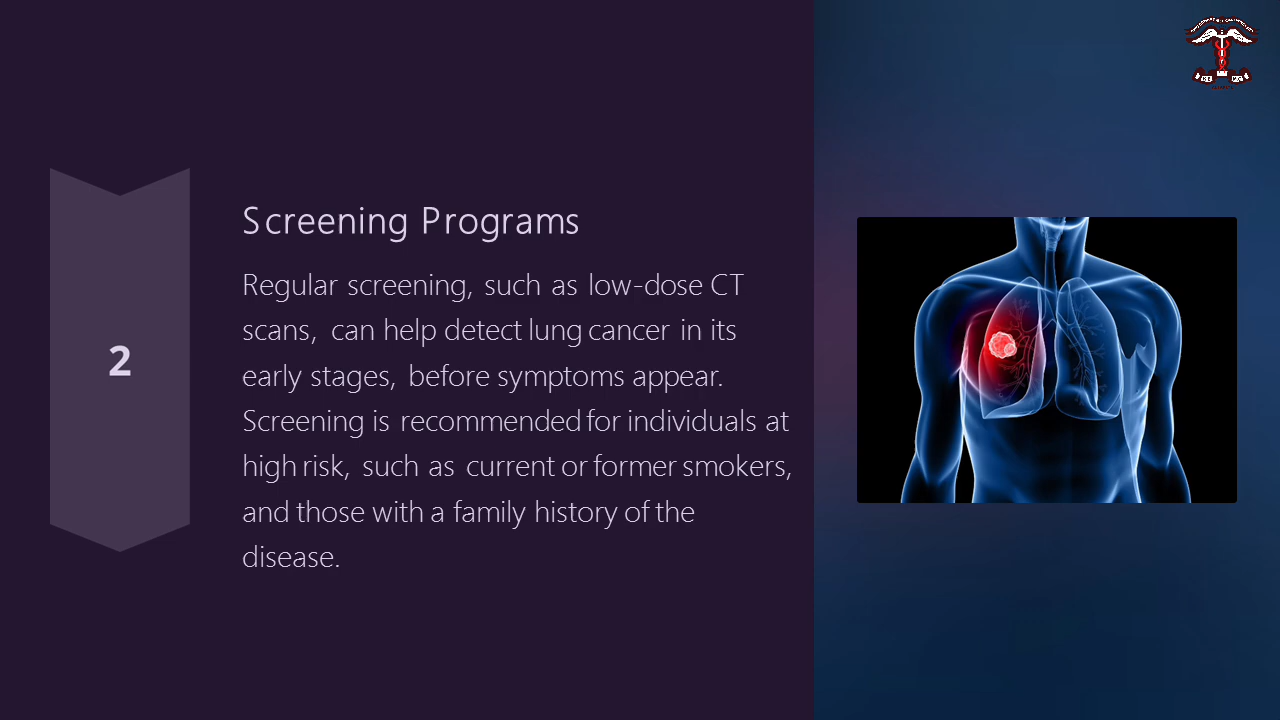 2
Screening Programs
Regular screening, such as low-dose CT
scans, can help detect lung cancer in its
early stages, before symptoms appear.
Screening is recommended for individuals at
high risk, such as current or former smokers,
and those with a family history of the
disease.